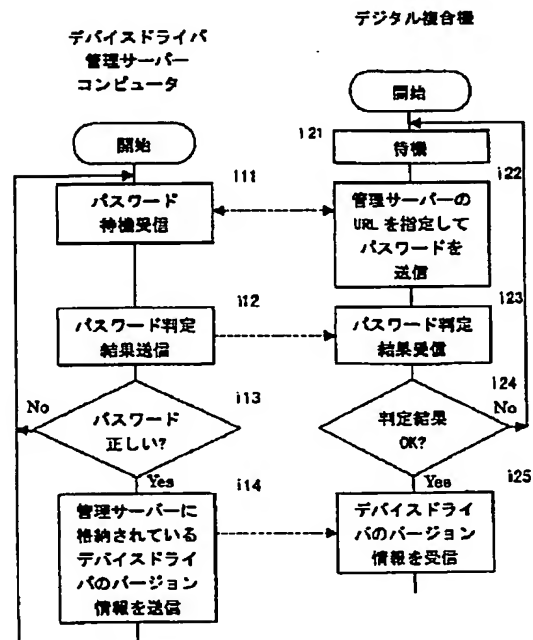 デバイスドライバ
管理サーバー
コンピュータ
開始
i11
パスワード
待機受信
i12
パスワード判定
結果送信
i13
No
パスワード
正しい?
Yes
i14
管理サーバーに
格納されている
デバイスドライ
バのバージョン
情報を送信
デジタル複合機
開始
i21
待機
i22
管理サーバーの
URLを指定して
パスワードを
送信
i23
パスワード判定
結果受信
i24
判定結果
OK?
No
Yes
i25
デバイスドライ
バのバージョン
情報を受信